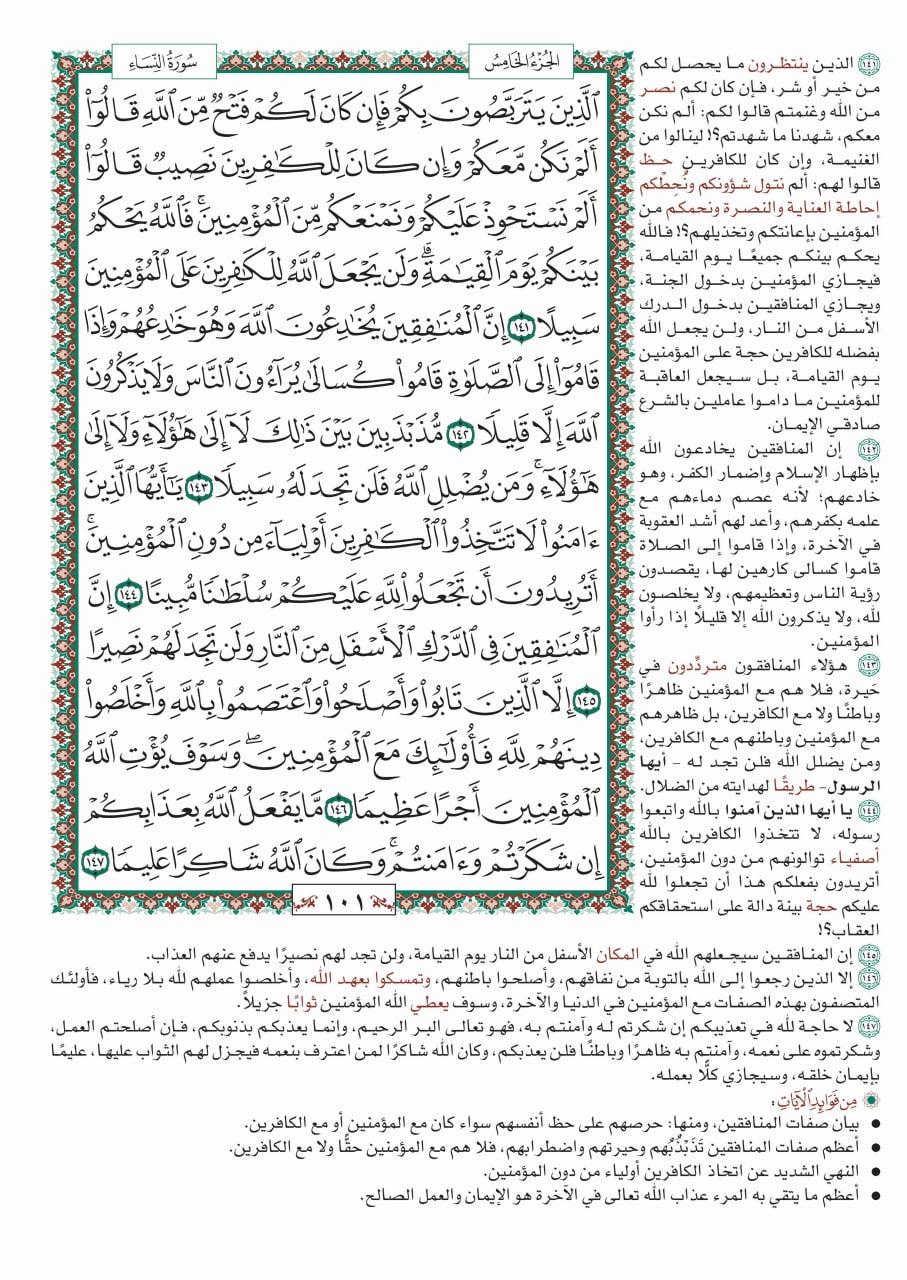 سُورَةُ النِّسَاءِ
الجُزْءُ الخَامِسُ
ٱلَّذِينَ يَتَرَبَّصُونَ بِكُمْ فَإِن كَانَ لَكُمْ فَتْحٌ مِّنَ ٱللَّهِ قَالُوٓا۟
أَلَمْ نَكُن مَّعَكُمْ وَإِن كَانَ لِلْكَٰفِرِينَ نَصِيبٌ قَالُوٓا۟
أَلَمْ نَسْتَحْوِذْ عَلَيْكُمْ وَنَمْنَعْكُم مِّنَ ٱلْمُؤْمِنِينَ ۚ فَٱللَّهُ يَحْكُمُ
بَيْنَكُمْ يَوْمَ ٱلْقِيَٰمَةِ ۗ وَلَن يَجْعَلَ ٱللَّهُ لِلْكَٰفِرِينَ عَلَى ٱلْمُؤْمِنِينَ
سَبِيلًا ١٤١ إِنَّ ٱلْمُنَٰفِقِينَ يُخَٰدِعُونَ ٱللَّهَ وَهُوَ خَٰدِعُهُمْ وَإِذَا
قَامُوٓا۟ إِلَى ٱلصَّلَوٰةِ قَامُوا۟ كُسَالَىٰ يُرَآءُونَ ٱلنَّاسَ وَلَا يَذْكُرُونَ
ٱللَّهَ إِلَّا قَلِيلًا ١٤٢ مُّذَبْذَبِينَ بَيْنَ ذَٰلِكَ لَآ إِلَىٰ هَٰٓؤُلَآءِ وَلَآ إِلَىٰ
هَٰٓؤُلَآءِ ۚ وَمَن يُضْلِلِ ٱللَّهُ فَلَن تَجِدَ لَهُۥ سَبِيلًا ١٤٣ يَٰٓأَيُّهَا ٱلَّذِينَ
ءَامَنُوا۟ لَا تَتَّخِذُوا۟ ٱلْكَٰفِرِينَ أَوْلِيَآءَ مِن دُونِ ٱلْمُؤْمِنِينَ ۚ
أَتُرِيدُونَ أَن تَجْعَلُوا۟ لِلَّهِ عَلَيْكُمْ سُلْطَٰنًا مُّبِينًا ١٤٤ إِنَّ
ٱلْمُنَٰفِقِينَ فِى ٱلدَّرْكِ ٱلْأَسْفَلِ مِنَ ٱلنَّارِ وَلَن تَجِدَ لَهُمْ نَصِيرًا
١٤٥ إِلَّا ٱلَّذِينَ تَابُوا۟ وَأَصْلَحُوا۟ وَٱعْتَصَمُوا۟ بِٱللَّهِ وَأَخْلَصُوا۟
دِينَهُمْ لِلَّهِ فَأُو۟لَٰٓئِكَ مَعَ ٱلْمُؤْمِنِينَ ۖ وَسَوْفَ يُؤْتِ ٱللَّهُ
ٱلْمُؤْمِنِينَ أَجْرًا عَظِيمًا ١٤٦ مَّا يَفْعَلُ ٱللَّهُ بِعَذَابِكُمْ
إِن شَكَرْتُمْ وَءَامَنتُمْ ۚ وَكَانَ ٱللَّهُ شَاكِرًا عَلِيمًا ١٤٧
١٠١
١٤١ الذين ينتظرون ما يحصل لكم
من خير أو شر، فإن كان لكم نصر
من الله وغنمتم قالوا لكم: ألم نكن
معكم، شهدنا ما شهدتم؟! لينالوا من
الغنيمة، وإن كان للكافرين حظ
قالوا لهم: ألم نتول شؤونكم ونُحِطْكم
إحاطة العناية والنصرة ونحمكم من
المؤمنين بإعانتكم وتخذيلهم؟! فالله
يحكم بينكم جميعًا يوم القيامة،
فيجازي المؤمنين بدخول الجنة،
ويجازي المنافقين بدخول الدرك
الأسفل من النار، ولن يجعل الله
بفضله للكافرين حجة على المؤمنين
يوم القيامة، بل سيجعل العاقبة
للمؤمنين ما داموا عاملين بالشرع
صادقي الإيمان.
١٤٢ إن المنافقين يخادعون الله
بإظهار الإسلام وإضمار الكفر، وهو
خادعهم؛ لأنه عصم دماءهم مع
علمه بكفرهم، وأعد لهم أشد العقوبة
في الآخرة، وإذا قاموا إلى الصلاة
قاموا كسالى كارهين لها، يقصدون
رؤية الناس وتعظيمهم، ولا يخلصون
لله، ولا يذكرون الله إلا قليلًا إذا رأوا
المؤمنين.
١٤٣ هؤلاء المنافقون متردِّدون في
حَيرة، فلا هم مع المؤمنين ظاهرًا
وباطنًا ولا مع الكافرين، بل ظاهرهم
مع المؤمنين وباطنهم مع الكافرين،
ومن يضلل الله فلن تجد له - أيها
الرسول- طريقًا لهدايته من الضلال.
١٤٤ يا أيها الذين آمنوا بالله واتبعوا
رسوله، لا تتخذوا الكافرين بالله
أصفياء توالونهم من دون المؤمنين،
أتريدون بفعلكم هذا أن تجعلوا لله
عليكم حجة بينة دالة على استحقاقكم
العقاب؟!
١٤٥ إن المنافقين سيجعلهم الله في المكان الأسفل من النار يوم القيامة، ولن تجد لهم نصيرًا يدفع عنهم العذاب.
١٤٦ إلا الذين رجعوا إلى الله بالتوبة من نفاقهم، وأصلحوا باطنهم، وتمسكوا بعهد الله، وأخلصوا عملهم لله بلا رياء، فأولئك
المتصفون بهذه الصفات مع المؤمنين في الدنيا والآخرة، وسوف يعطي الله المؤمنين ثوابًا جزيلًا.
١٤٧ لا حاجة لله في تعذيبكم إن شكرتم له وآمنتم به، فهو تعالى البر الرحيم، وإنما يعذبكم بذنوبكم، فإن أصلحتم العمل،
وشكرتموه على نعمه، وآمنتم به ظاهرًا وباطنًا فلن يعذبكم، وكان الله شاكرًا لمن اعترف بنعمه فيجزل لهم الثواب عليها، عليمًا
بإيمان خلقه، وسيجازي كلًّا بعمله.
مِن فَوَائِدِ الْآيَاتِ:
• بيان صفات المنافقين، ومنها: حرصهم على حظ أنفسهم سواء كان مع المؤمنين أو مع الكافرين.
• أعظم صفات المنافقين تَذَبْذُبُهم وحيرتهم واضطرابهم، فلا هم مع المؤمنين حقًّا ولا مع الكافرين.
• النهي الشديد عن اتخاذ الكافرين أولياء من دون المؤمنين.
• أعظم ما يتقي به المرء عذاب الله تعالى في الآخرة هو الإيمان والعمل الصالح.